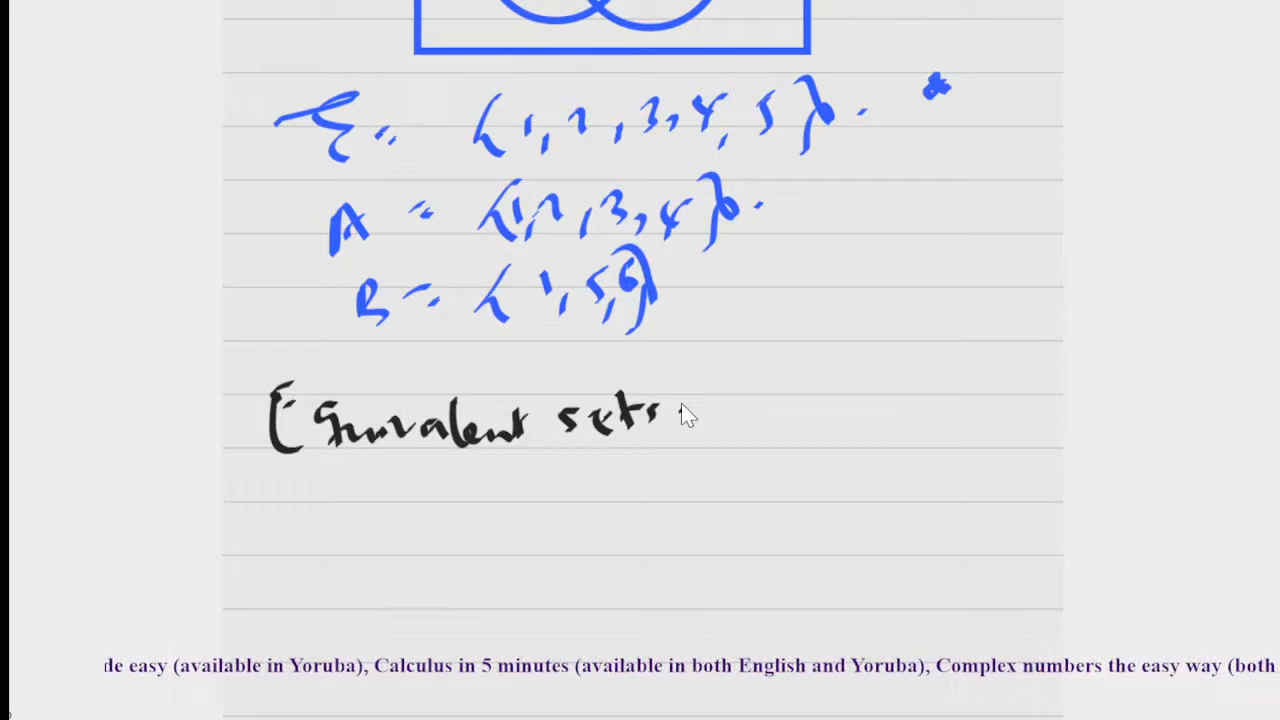 ξ = {1, 2, 3, 4, 5}.
A = {1, 2, 3, 4}.
B = {1, 5, 6}
Equivalent sets
de easy (available in Yoruba), Calculus in 5 minutes (available in both English and Yoruba), Complex numbers the easy way (both